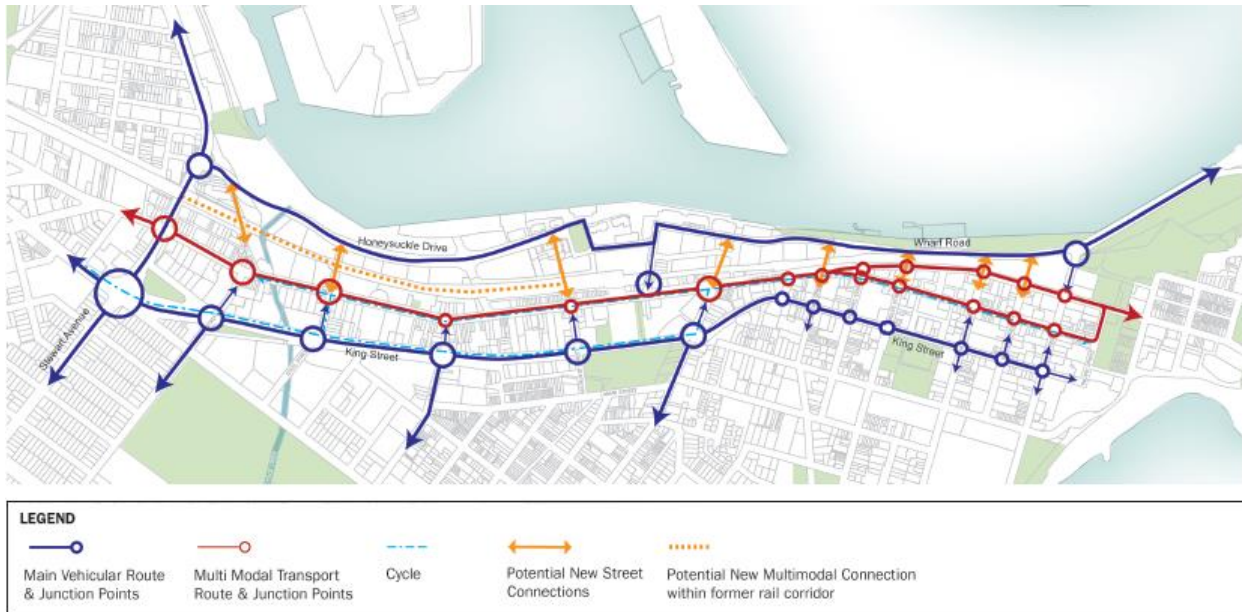 Honeysuckle Drive
Wharf Road
Stewart Avenue
King Street
King Street
LEGEND
Main Vehicular Route
& Junction Points
Multi Modal Transport
Route & Junction Points
Cycle
Potential New Street
Connections
Potential New Multimodal Connection
within former rail corridor